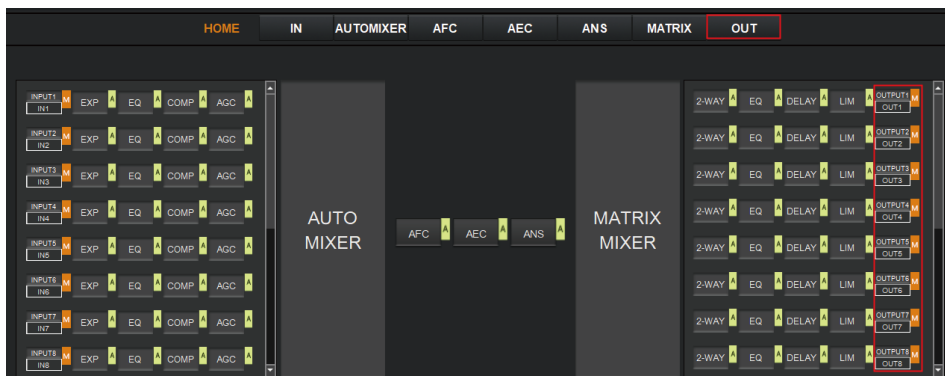 HOME IN AUTOMIXER AFC AEC ANS MATRIX OUT
INPUT1 M EXP A EQ A COMP A AGC A 2-WAY A EQ A DELAY A LIM A OUTPUT1 M
IN1 OUT1
INPUT2 M EXP A EQ A COMP A AGC A 2-WAY A EQ A DELAY A LIM A OUTPUT2 M
IN2 OUT2
INPUT3 M EXP A EQ A COMP A AGC A 2-WAY A EQ A DELAY A LIM A OUTPUT3 M
IN3 OUT3
INPUT4 M EXP A EQ A COMP A AGC A 2-WAY A EQ A DELAY A LIM A OUTPUT4 M
IN4 OUT4
AUTO MIXER
AFC A AEC A ANS A
MATRIX MIXER
INPUT5 M EXP A EQ A COMP A AGC A 2-WAY A EQ A DELAY A LIM A OUTPUT5 M
IN5 OUT5
INPUT6 M EXP A EQ A COMP A AGC A 2-WAY A EQ A DELAY A LIM A OUTPUT6 M
IN6 OUT6
INPUT7 M EXP A EQ A COMP A AGC A 2-WAY A EQ A DELAY A LIM A OUTPUT7 M
IN7 OUT7
INPUT8 M EXP A EQ A COMP A AGC A 2-WAY A EQ A DELAY A LIM A OUTPUT8 M
IN8 OUT8